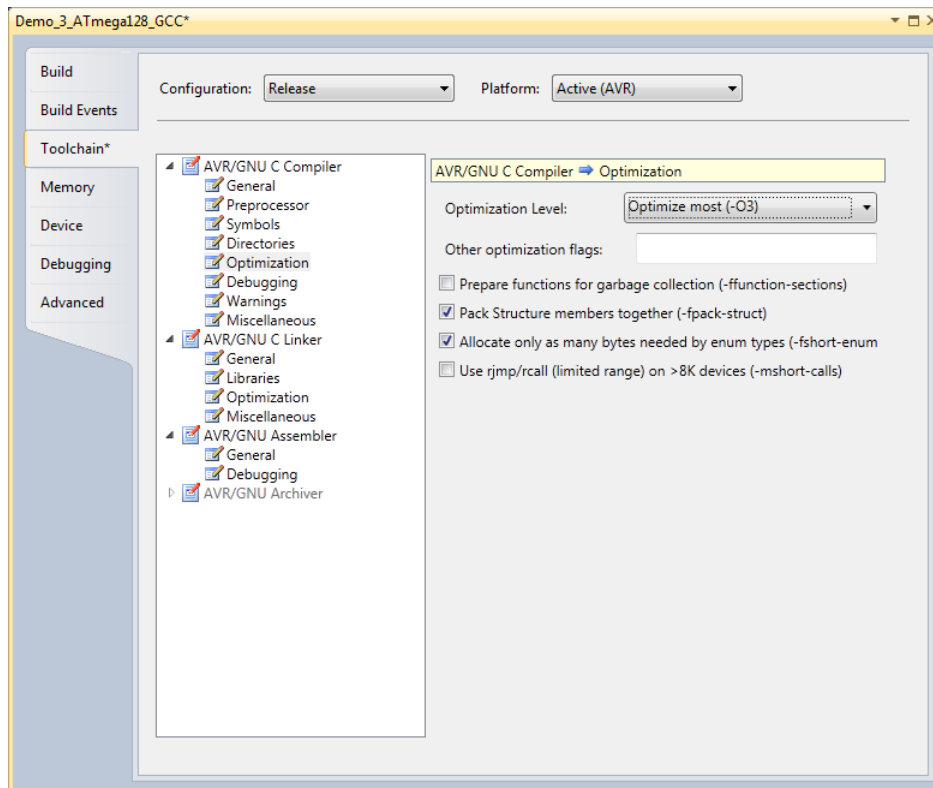 Demo_3_ATmega128_GCC*
Build
Build Events
Toolchain*
Memory
Device
Debugging
Advanced
Configuration: Release Platform: Active (AVR)
AVR/GNU C Compiler
General
Preprocessor
Symbols
Directories
Optimization
Debugging
Warnings
Miscellaneous
AVR/GNU C Linker
General
Libraries
Optimization
Miscellaneous
AVR/GNU Assembler
General
Debugging
AVR/GNU Archiver
AVR/GNU C Compiler ➡ Optimization
Optimization Level: Optimize most (-O3)
Other optimization flags:
Prepare functions for garbage collection (-ffunction-sections)
Pack Structure members together (-fpack-struct)
Allocate only as many bytes needed by enum types (-fshort-enum
Use rjmp/rcall (limited range) on >8K devices (-mshort-calls)